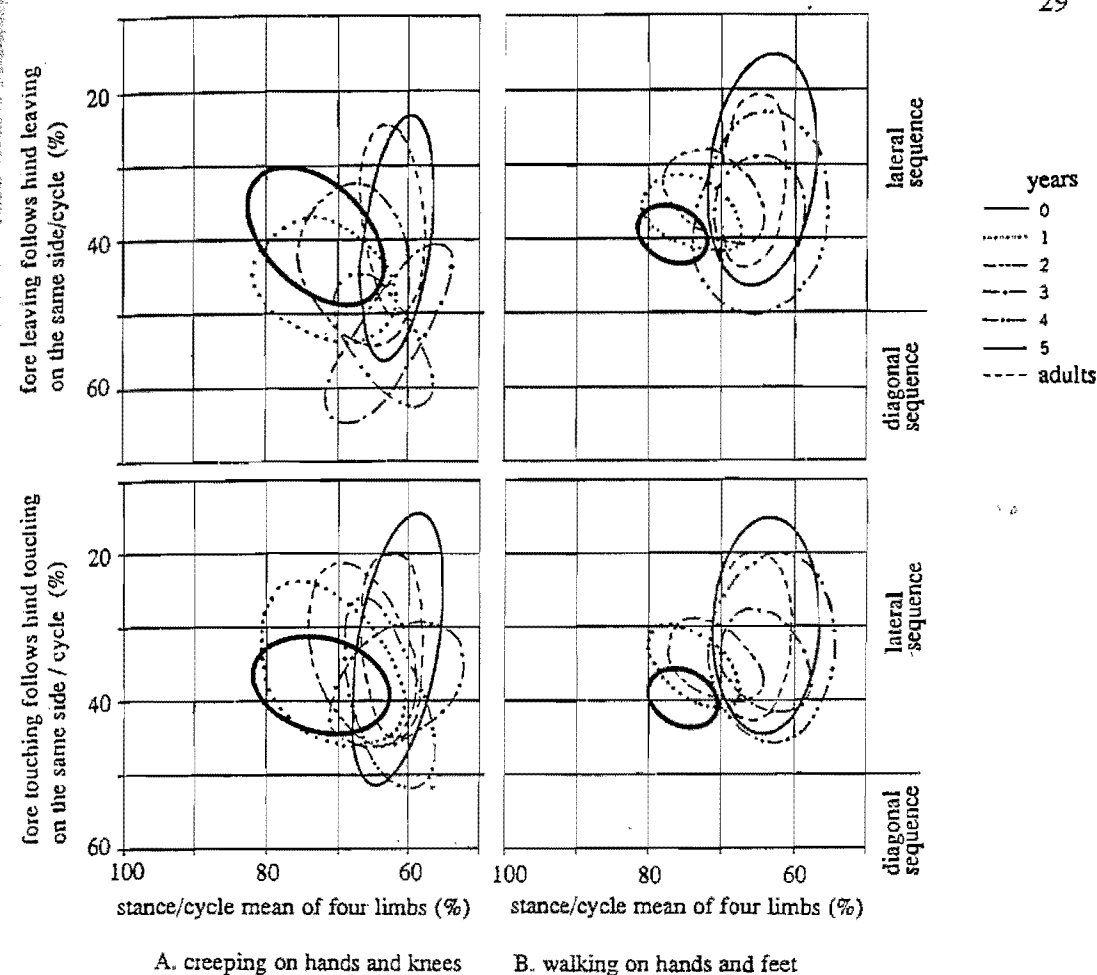 29
fore leaving follows hind leaving
on the same side/cycle (%)
20
40
60
lateral
sequence
diagonal
sequence
years
0
1
2
3
4
5
adults
fore touching follows hind touching
on the same side / cycle (%)
20
40
60
lateral
sequence
diagonal
sequence
100
80
60
100
80
60
stance/cycle mean of four limbs (%)
stance/cycle mean of four limbs (%)
A. creeping on hands and knees
B. walking on hands and feet